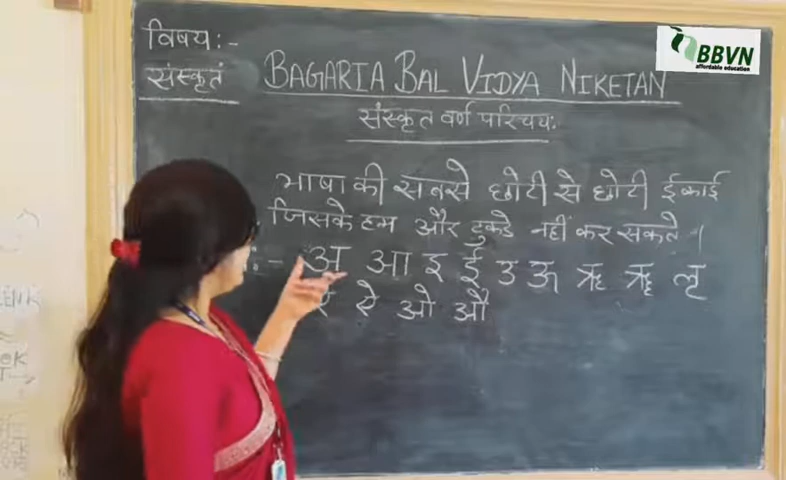 विषय:-
संस्कृतं
BAGARIA BAL VIDYA NIKETAN
BBVN
affordable education
संस्कृत वर्ण परिचय:
भाषा की सबसे छोटी से छोटी ईकाई
जिसके हम और टुकडे नहीं कर सकते ।
:- अ आ इ ई उ ऊ ऋ ॠ लृ
ए ऐ ओ औ